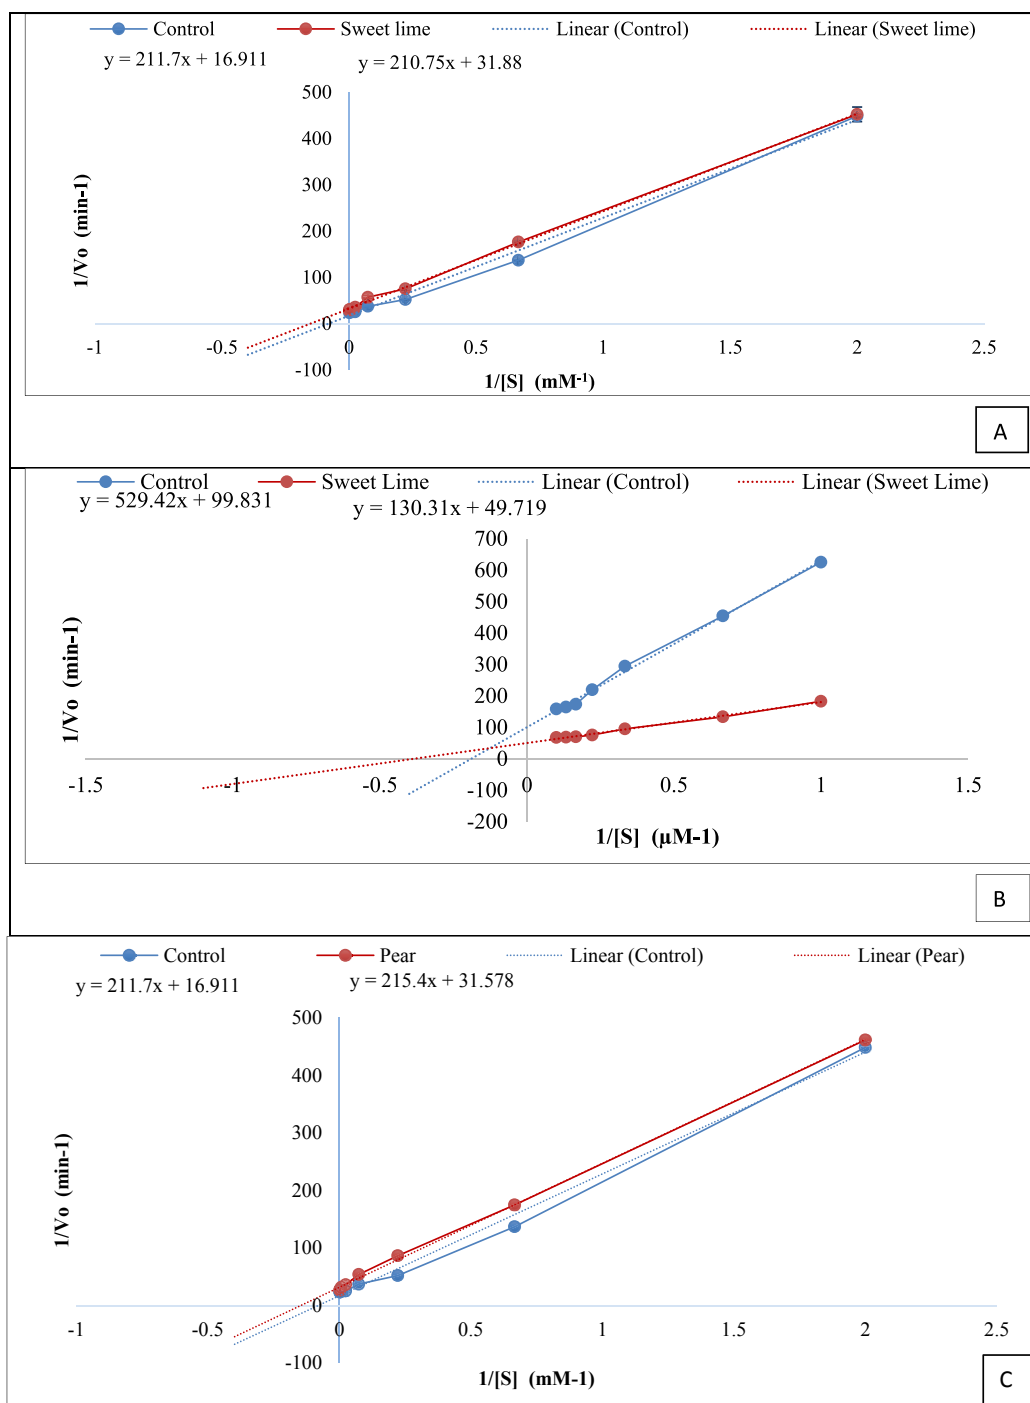 Control Sweet lime Linear (Control) Linear (Sweet lime)
y = 211.7x + 16.911 y = 210.75x + 31.88
500
400
300
200
100
0
-100
-1 -0.5 0 0.5 1 1.5 2 2.5
1/Vo (min-1)
1/[S] (mM⁻¹)
A
Control Sweet Lime Linear (Control) Linear (Sweet Lime)
y = 529.42x + 99.831 y = 130.31x + 49.719
700
600
500
400
300
200
100
0
-100
-200
-1.5 -1 -0.5 0 0.5 1 1.5
1/Vo (min-1)
1/[S] (µM-1)
B
Control Pear Linear (Control) Linear (Pear)
y = 211.7x + 16.911 y = 215.4x + 31.578
500
400
300
200
100
0
-100
-1 -0.5 0 0.5 1 1.5 2 2.5
1/Vo (min-1)
1/[S] (mM-1)
C